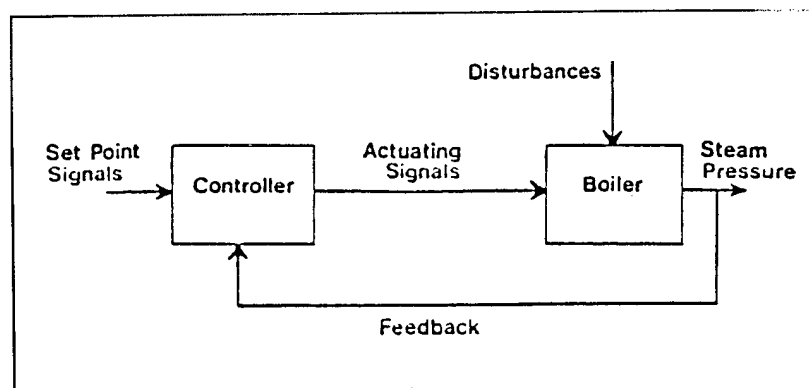 Disturbances
Set Point
Signals
Controller
Actuating
Signals
Boiler
Steam
Pressure
Feedback